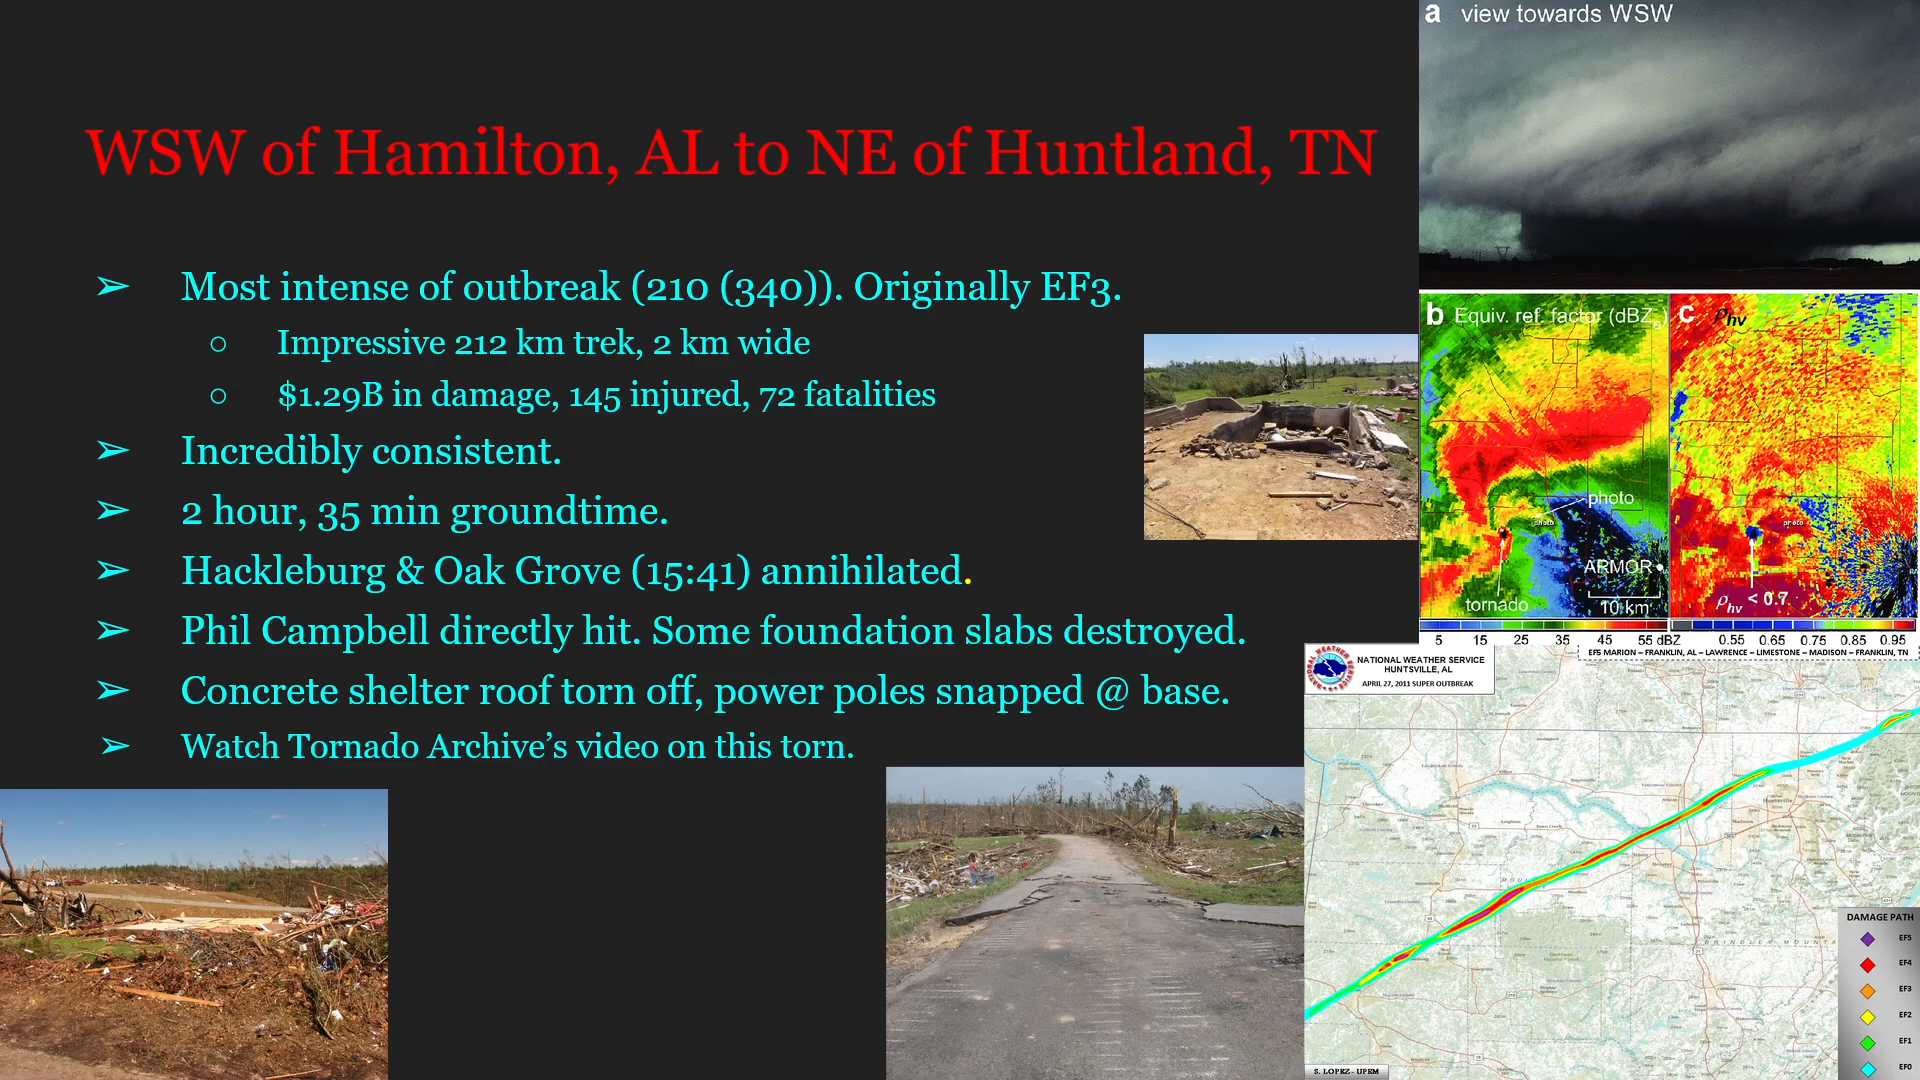 WSW of Hamilton, AL to NE of Huntland, TN
➢ Most intense of outbreak (210 (340)). Originally EF3.
○ Impressive 212 km trek, 2 km wide
○ $1.29B in damage, 145 injured, 72 fatalities
➢ Incredibly consistent.
➢ 2 hour, 35 min groundtime.
➢ Hackleburg & Oak Grove (15:41) annihilated.
➢ Phil Campbell directly hit. Some foundation slabs destroyed.
➢ Concrete shelter roof torn off, power poles snapped @ base.
➢ Watch Tornado Archive’s video on this torn.
a view towards WSW
b Equiv. ref. factor (dBZe)
photo
photo
ARMOR
tornado
10 km
5 15 25 35 45 55 dBZ
c ρhv
photo
ρhv < 0.7
0.55 0.65 0.75 0.85 0.95
EF5 MARION – FRANKLIN, AL – LAWRENCE – LIMESTONE – MADISON – FRANKLIN, TN
NATIONAL WEATHER SERVICE
HUNTSVILLE, AL
APRIL 27, 2011 SUPER OUTBREAK
DAMAGE PATH
EF5
EF4
EF3
EF2
EF1
EF0
S. LOPEZ - UPRM